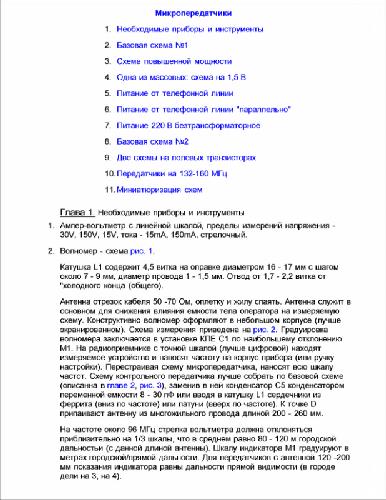 Микропередатчики
1. Необходимые приборы и инструменты
2. Базовая схема №1
3. Схема повышенной мощности
4. Одна из массовых: схема на 1,5 В
5. Питание от телефонной линии
6. Питание от телефонной линии "параллельно"
7. Питание 220 В безтрансформаторное
8. Базовая схема №2
9. Две схемы на полевых транзисторах
10. Передатчики на 132-160 МГц
11. Миниатюризация схем
Глава 1. Необходимые приборы и инструменты
1. Ампер-вольтметр с линейной шкалой, пределы измерений напряжения -
30V, 150V, 15V, тока - 15mA, 150mA, стрелочный.
2. Волномер - схема рис. 1.
Катушка L1 содержит 4,5 витка на оправке диаметром 16 - 17 мм с шагом
около 7 - 9 мм, диаметр провода 1 - 1,5 мм. Отвод от 1,7 - 2,2 витка от
"холодного конца (общего).
Антенна отрезок кабеля 50 -70 Ом, оплетку и жилу спаять. Антенна служит в
основном для снижения влияния емкости тела оператора на измеряемую
схему. Конструктивно волномер оформляют в небольшом корпусе (лучше
экранированном). Схема измерения приведена на рис. 2. Градуировка
волномера заключается в установке КПЕ С1 по наибольшему отклонению
М1. На радиоприемнике с точной шкалой (лучше цифровой) находят
измеряемое устройство и наносят частоту на корпус прибора (или ручку
настройки). Перестраивая схему микропередатчика, наносят всю шкалу
частот. Схему контрольного передатчика лучше собрать по базовой схеме
(описанна в главе 2, рис. 3), заменив в ней конденсатор С5 конденсатором
переменной емкости 8 - 30 пФ или вводя в катушку L1 сердечники из
феррита (вниз по частоте) или латуни (вверх по частоте). К точке D
припаивают антенну из многожильного провода длиной 200 - 260 мм.
На частоте около 96 МГц стрелка вольтметра должна отклоняться
приблизительно на 1/3 шкалы, что в среднем равно 80 - 120 м городской
дальностьи (с данной длиной антенны). Шкалу индикатора М1 градуируют в
метрах городской/прямой дальности. Для передатчиков с антенной 120 -200
мм показания индикатора равны дальности прямой видимости (в городе
дели на 3, на 4).